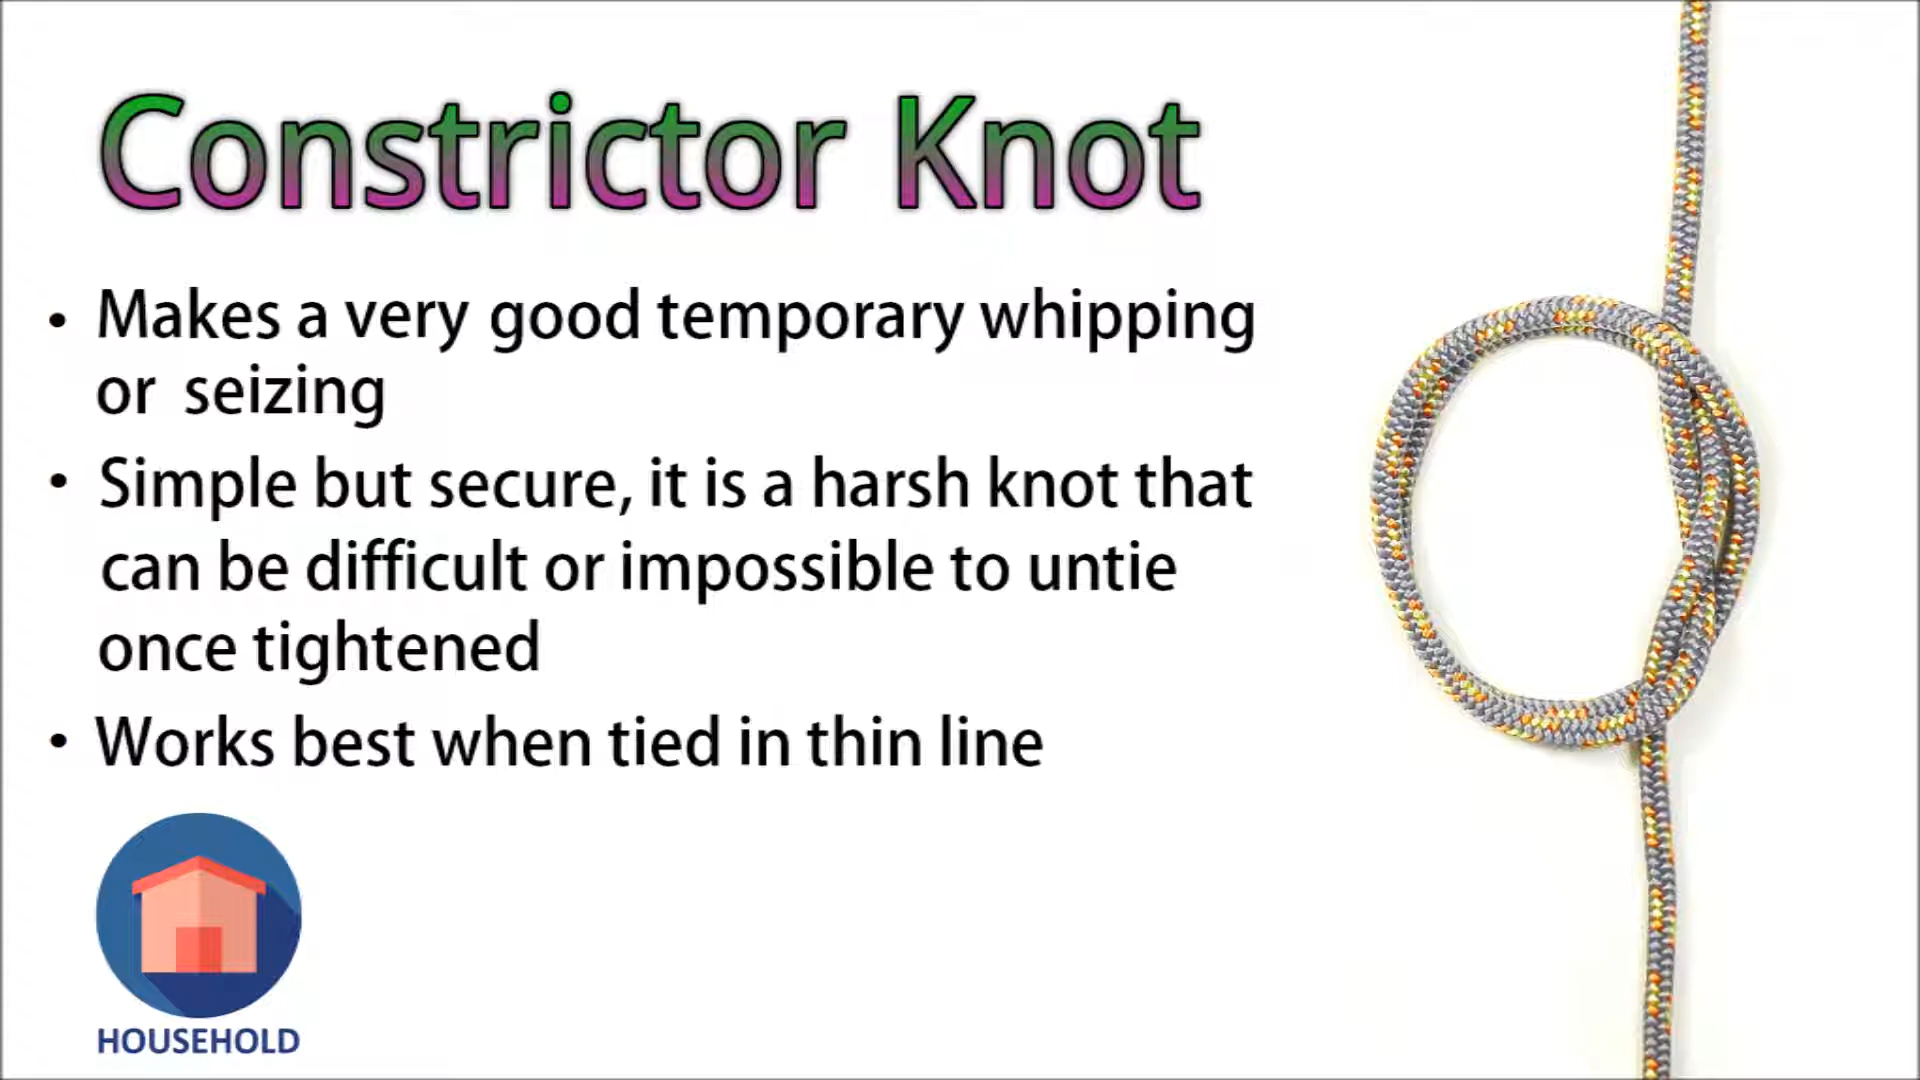 Constrictor Knot
• Makes a very good temporary whipping
or seizing
• Simple but secure, it is a harsh knot that
can be difficult or impossible to untie
once tightened
• Works best when tied in thin line
HOUSEHOLD